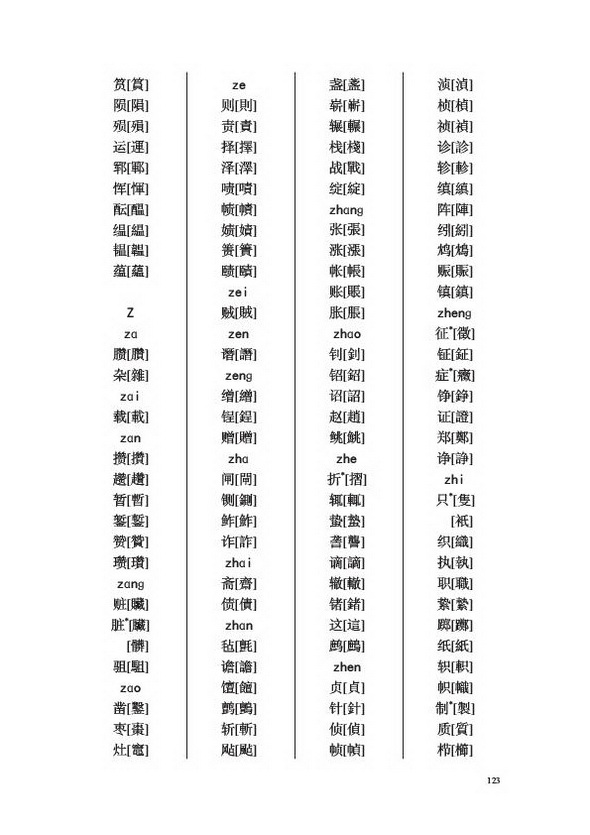 筼[篔]
陨[隕]
殒[殞]
运[運]
郓[鄆]
恽[惲]
酝[醖]
缊[緼]
韫[韞]
蕴[藴]
Z
za
臜[臢]
杂[雜]
zai
载[載]
zan
攒[攢]
趱[趲]
暂[暫]
錾[鏨]
赞[贊]
瓒[瓚]
zang
赃[贜]
脏*[臟]
[髒]
驵[駔]
zao
凿[鑿]
枣[棗]
灶[竈]
ze
则[則]
责[責]
择[擇]
泽[澤]
啧[嘖]
帻[幘]
婧[嫧]
箦[簀]
赜[賾]
zei
贼[賊]
zen
谮[譖]
zeng
缯[繒]
锃[鋥]
赠[贈]
zha
闸[閘]
铡[鍘]
鲊[鮓]
诈[詐]
zhai
斋[齋]
债[債]
zhan
毡[氈]
谵[譫]
饘[饘]
鹯[鸇]
斩[斬]
飐[颭]
盏[盞]
崭[嶄]
辗[輾]
栈[棧]
战[戰]
绽[綻]
zhang
张[張]
涨[漲]
帐[帳]
账[賬]
胀[脹]
zhao
钊[釗]
铞[鉊]
诏[詔]
赵[趙]
鮡[鮡]
zhe
折*[摺]
辄[輒]
蛰[蟄]
詟[讋]
谪[謫]
辙[轍]
锗[鍺]
这[這]
鹧[鷓]
zhen
贞[貞]
针[針]
侦[偵]
帧[幀]
浈[湞]
桢[楨]
祯[禎]
诊[診]
轸[軫]
缜[縝]
阵[陣]
纼[紖]
鸩[鴆]
赈[賑]
镇[鎮]
zheng
征*[徵]
钲[鉦]
症*[癥]
铮[錚]
证[證]
郑[鄭]
诤[諍]
zhi
只*[隻]
[衹]
织[織]
执[執]
职[職]
絷[縶]
踯[躑]
纸[紙]
轵[軹]
帜[幟]
制*[製]
质[質]
栉[櫛]
123